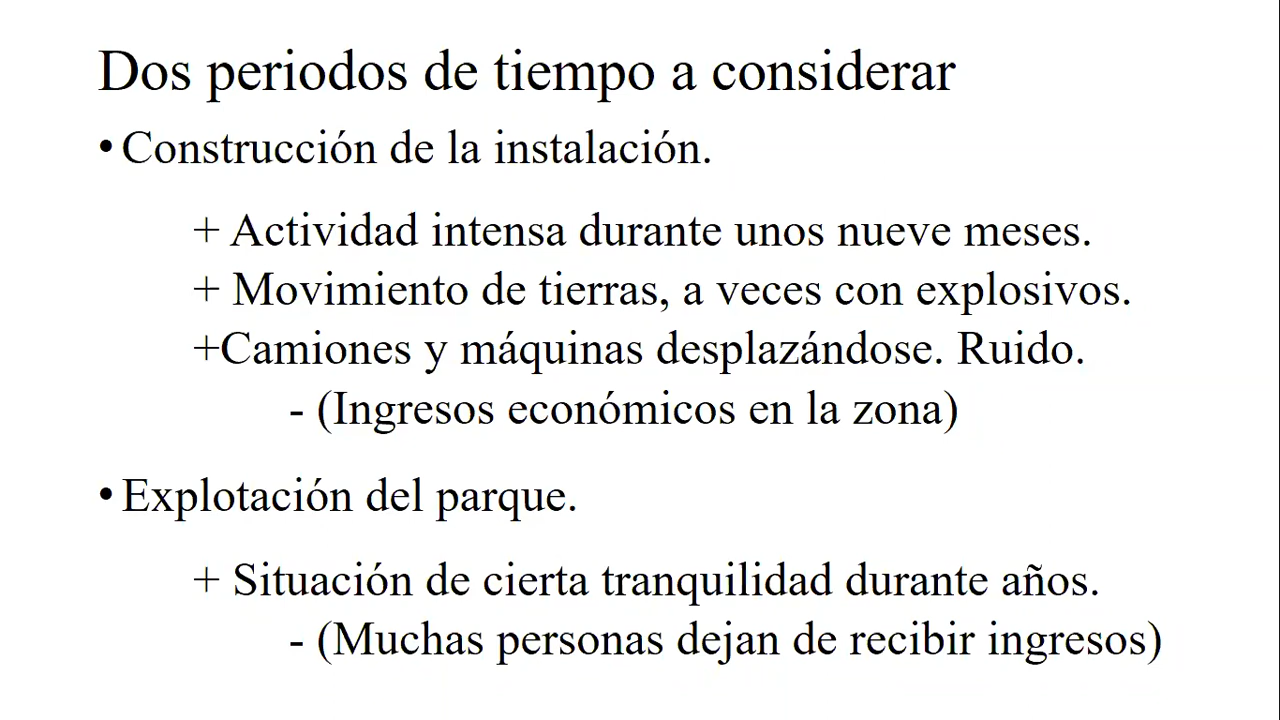 Dos periodos de tiempo a considerar
• Construcción de la instalación.
+ Actividad intensa durante unos nueve meses.
+ Movimiento de tierras, a veces con explosivos.
+Camiones y máquinas desplazándose. Ruido.
- (Ingresos económicos en la zona)
• Explotación del parque.
+ Situación de cierta tranquilidad durante años.
- (Muchas personas dejan de recibir ingresos)